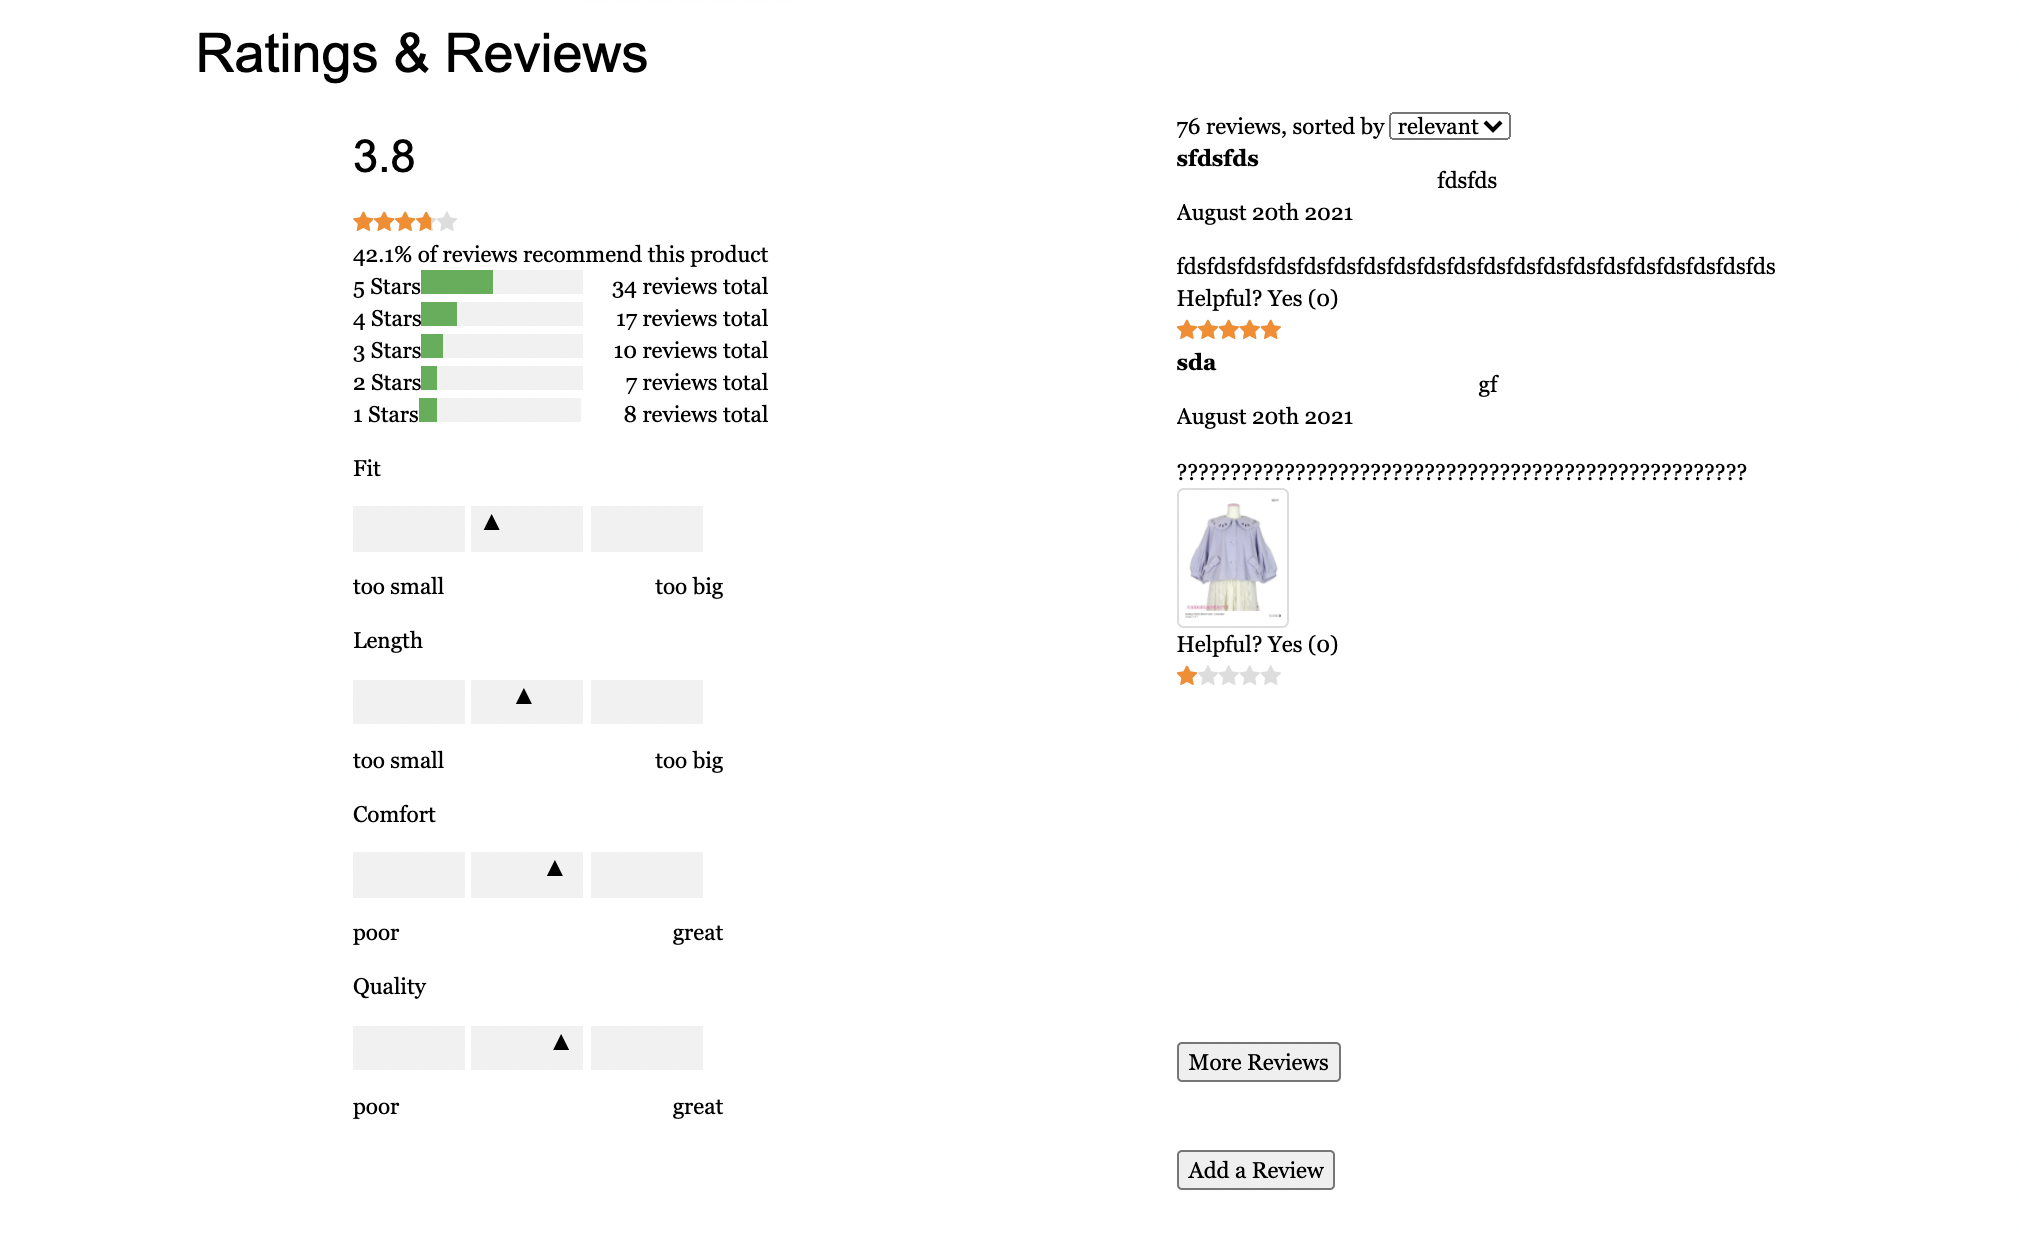 Ratings & Reviews
3.8
42.1% of reviews recommend this product
5 Stars 34 reviews total
4 Stars 17 reviews total
3 Stars 10 reviews total
2 Stars 7 reviews total
1 Stars 8 reviews total
Fit
▲
too small too big
Length
▲
too small too big
Comfort
▲
poor great
Quality
▲
poor great
76 reviews, sorted by relevant
sfdsfds
fdsfds
August 20th 2021
fdsfdsfdsfdsfdsfdsfdsfdsfdsfdsfdsfdsfdsfdsfdsfdsfdsfdsfdsfds
Helpful? Yes (0)
sda
gf
August 20th 2021
?????????????????????????????????????????????????????
Helpful? Yes (0)
More Reviews
Add a Review